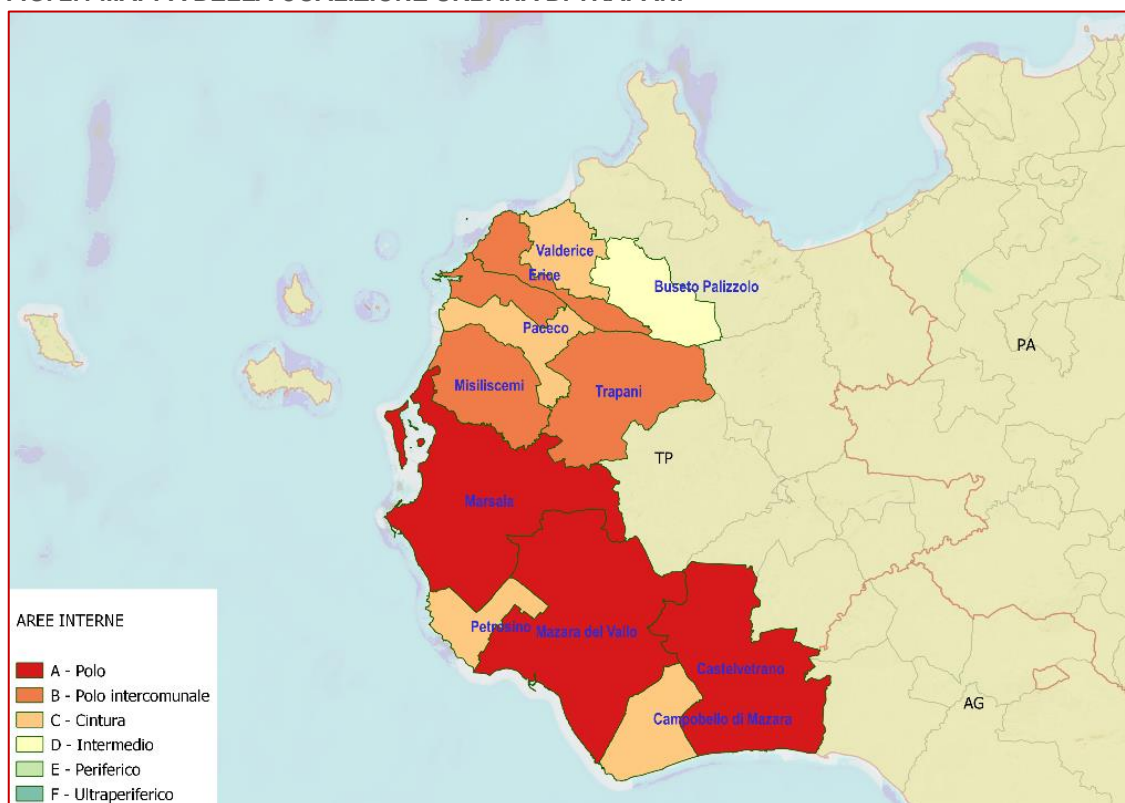 Valderice
Erice
Buseto Palizzolo
Paceco
Misiliscemi
Trapani
PA
TP
Marsala
Petrosino
Mazara del Vallo
Castelvetrano
Campobello di Mazara
AG
AREE INTERNE
A - Polo
B - Polo intercomunale
C - Cintura
D - Intermedio
E - Periferico
F - Ultraperiferico